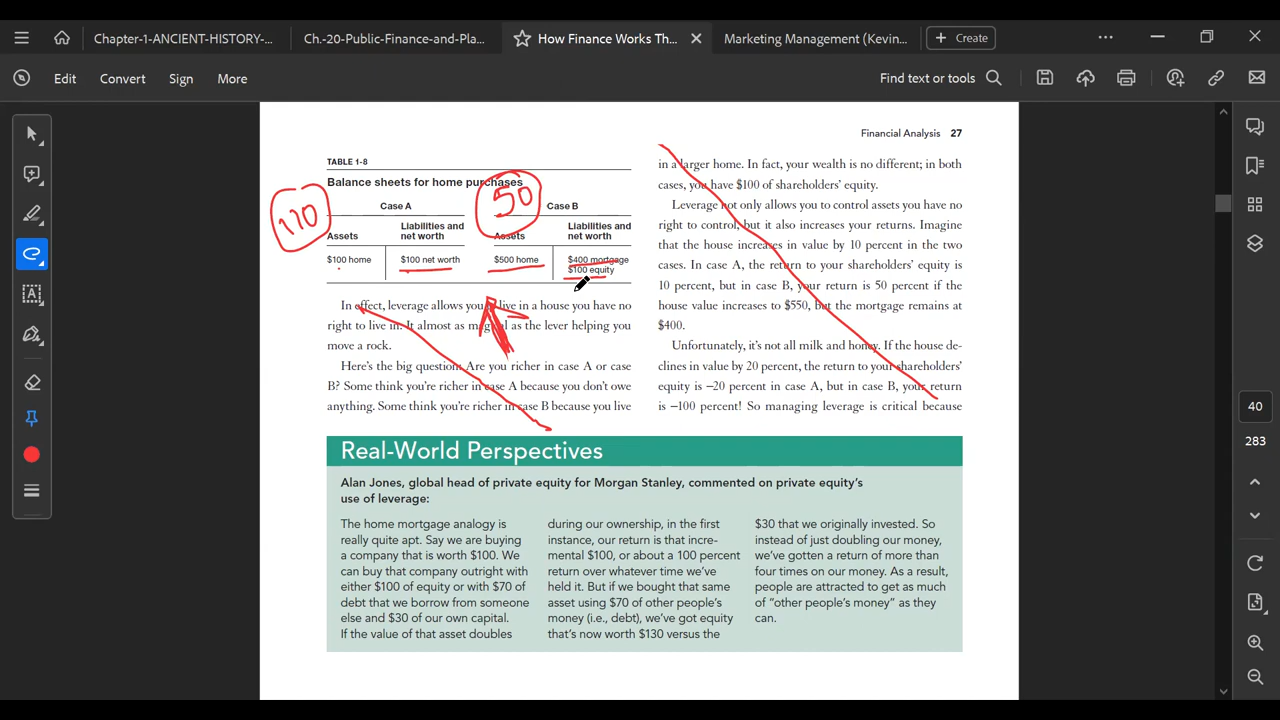 Chapter-1-ANCIENT-HISTORY-...
Ch.-20-Public-Finance-and-Pla...
How Finance Works Th...
Marketing Management (Kevin...
Create
Edit
Convert
Sign
More
Find text or tools
Financial Analysis 27
TABLE 1-8
Balance sheets for home purchases
110
50
Case A
Case B
Assets
Liabilities and
net worth
Assets
Liabilities and
net worth
$100 home
$100 net worth
$500 home
$400 mortgage
$100 equity
In effect, leverage allows you to live in a house you have no
right to live in. It almost as magical as the lever helping you
move a rock.
Here's the big question: Are you richer in case A or case
B? Some think you're richer in case A because you don't owe
anything. Some think you're richer in case B because you live
in a larger home. In fact, your wealth is no different; in both
cases, you have $100 of shareholders' equity.
Leverage not only allows you to control assets you have no
right to control, but it also increases your returns. Imagine
that the house increases in value by 10 percent in the two
cases. In case A, the return to your shareholders' equity is
10 percent, but in case B, your return is 50 percent if the
house value increases to $550, but the mortgage remains at
$400.
Unfortunately, it's not all milk and honey. If the house de-
clines in value by 20 percent, the return to your shareholders'
equity is –20 percent in case A, but in case B, your return
is –100 percent! So managing leverage is critical because
Real-World Perspectives
Alan Jones, global head of private equity for Morgan Stanley, commented on private equity's
use of leverage:
The home mortgage analogy is
really quite apt. Say we are buying
a company that is worth $100. We
can buy that company outright with
either $100 of equity or with $70 of
debt that we borrow from someone
else and $30 of our own capital.
If the value of that asset doubles
during our ownership, in the first
instance, our return is that incre-
mental $100, or about a 100 percent
return over whatever time we've
held it. But if we bought that same
asset using $70 of other people's
money (i.e., debt), we've got equity
that's now worth $130 versus the
$30 that we originally invested. So
instead of just doubling our money,
we've gotten a return of more than
four times on our money. As a result,
people are attracted to get as much
of "other people's money" as they
can.
40
283